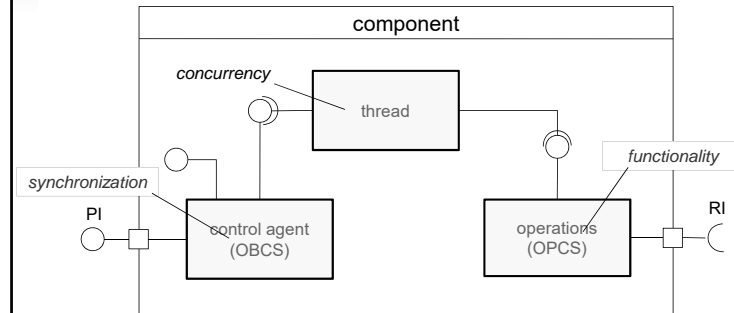 component
concurrency
thread
functionality
synchronization
PI
control agent
(OBCS)
operations
(OPCS)
RI